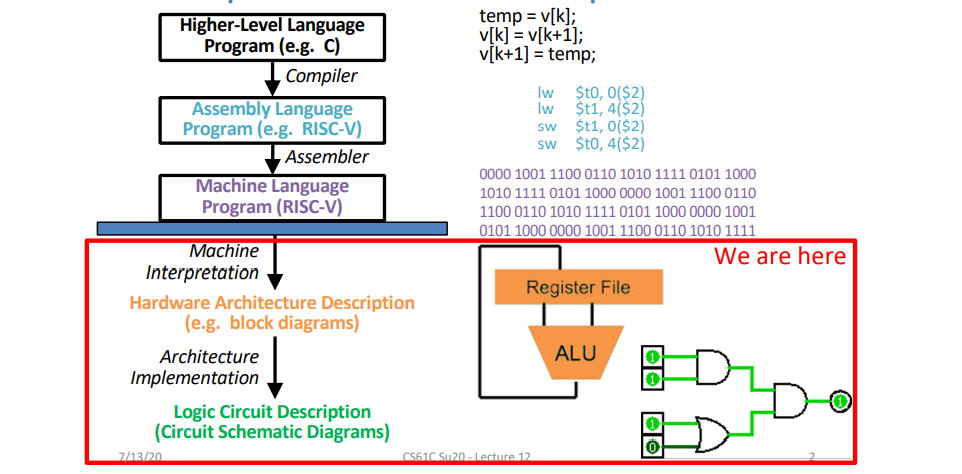 Higher-Level Language
Program (e.g. C)
Compiler
Assembly Language
Program (e.g. RISC-V)
Assembler
Machine Language
Program (RISC-V)
temp = v[k];
v[k] = v[k+1];
v[k+1] = temp;
lw $t0, 0($2)
lw $t1, 4($2)
sw $t1, 0($2)
sw $t0, 4($2)
0000 1001 1100 0110 1010 1111 0101 1000
1010 1111 0101 1000 0000 1001 1100 0110
1100 0110 1010 1111 0101 1000 0000 1001
0101 1000 0000 1001 1100 0110 1010 1111
We are here
Machine
Interpretation
Hardware Architecture Description
(e.g. block diagrams)
Architecture
Implementation
Logic Circuit Description
(Circuit Schematic Diagrams)
Register File
ALU
1
1
1
0
1
7/13/20
CS61C Su20 - Lecture 12
2